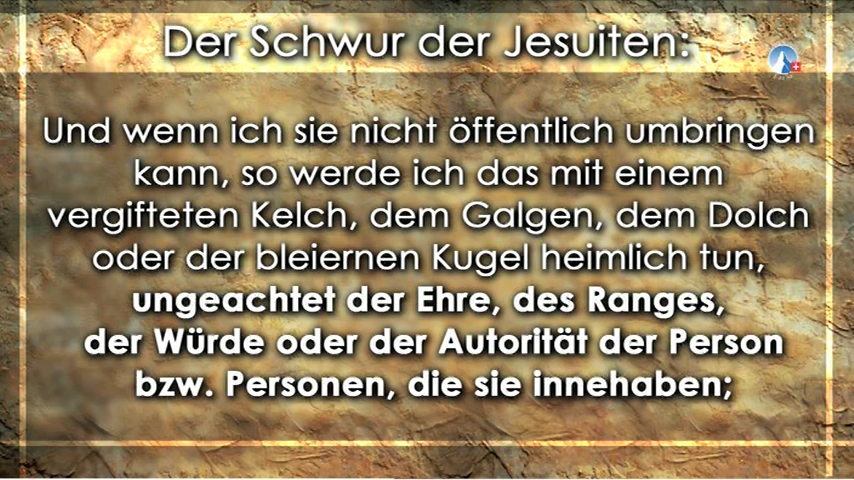 Der Schwur der Jesuiten:
Und wenn ich sie nicht öffentlich umbringen
kann, so werde ich das mit einem
vergifteten Kelch, dem Galgen, dem Dolch
oder der bleiernen Kugel heimlich tun,
ungeachtet der Ehre, des Ranges,
der Würde oder der Autorität der Person
bzw. Personen, die sie innehaben;